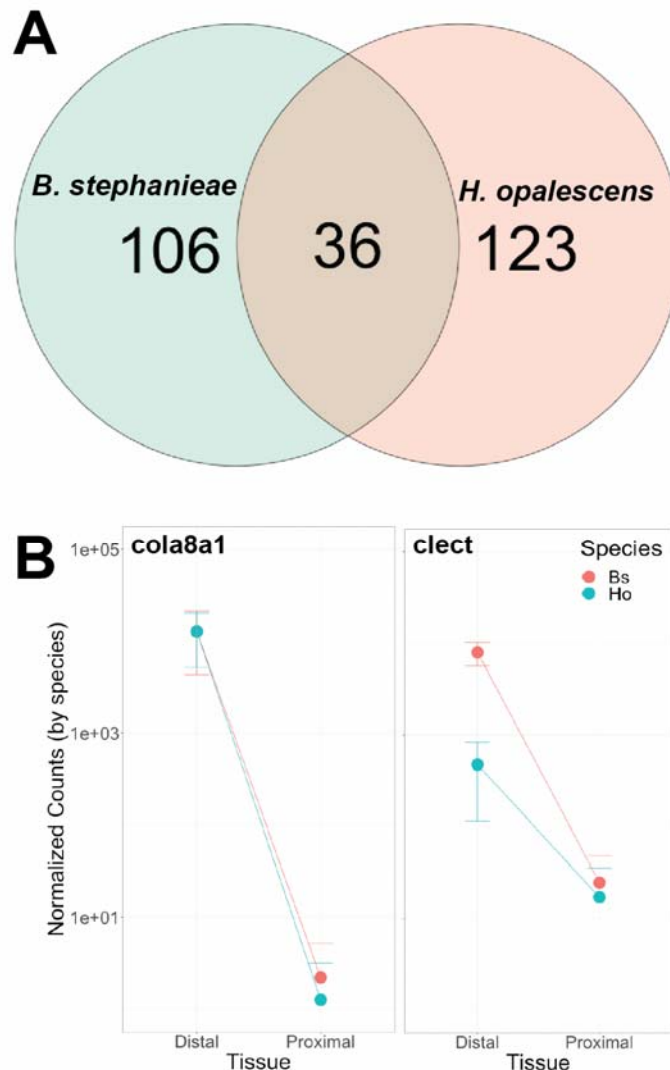 A
B. stephanieae
H. opalescens
106
36
123
B
cola8a1
clect
Species
Bs
Ho
1e+05
1e+03
1e+01
Normalized Counts (by species)
Distal
Proximal
Distal
Proximal
Tissue
Tissue